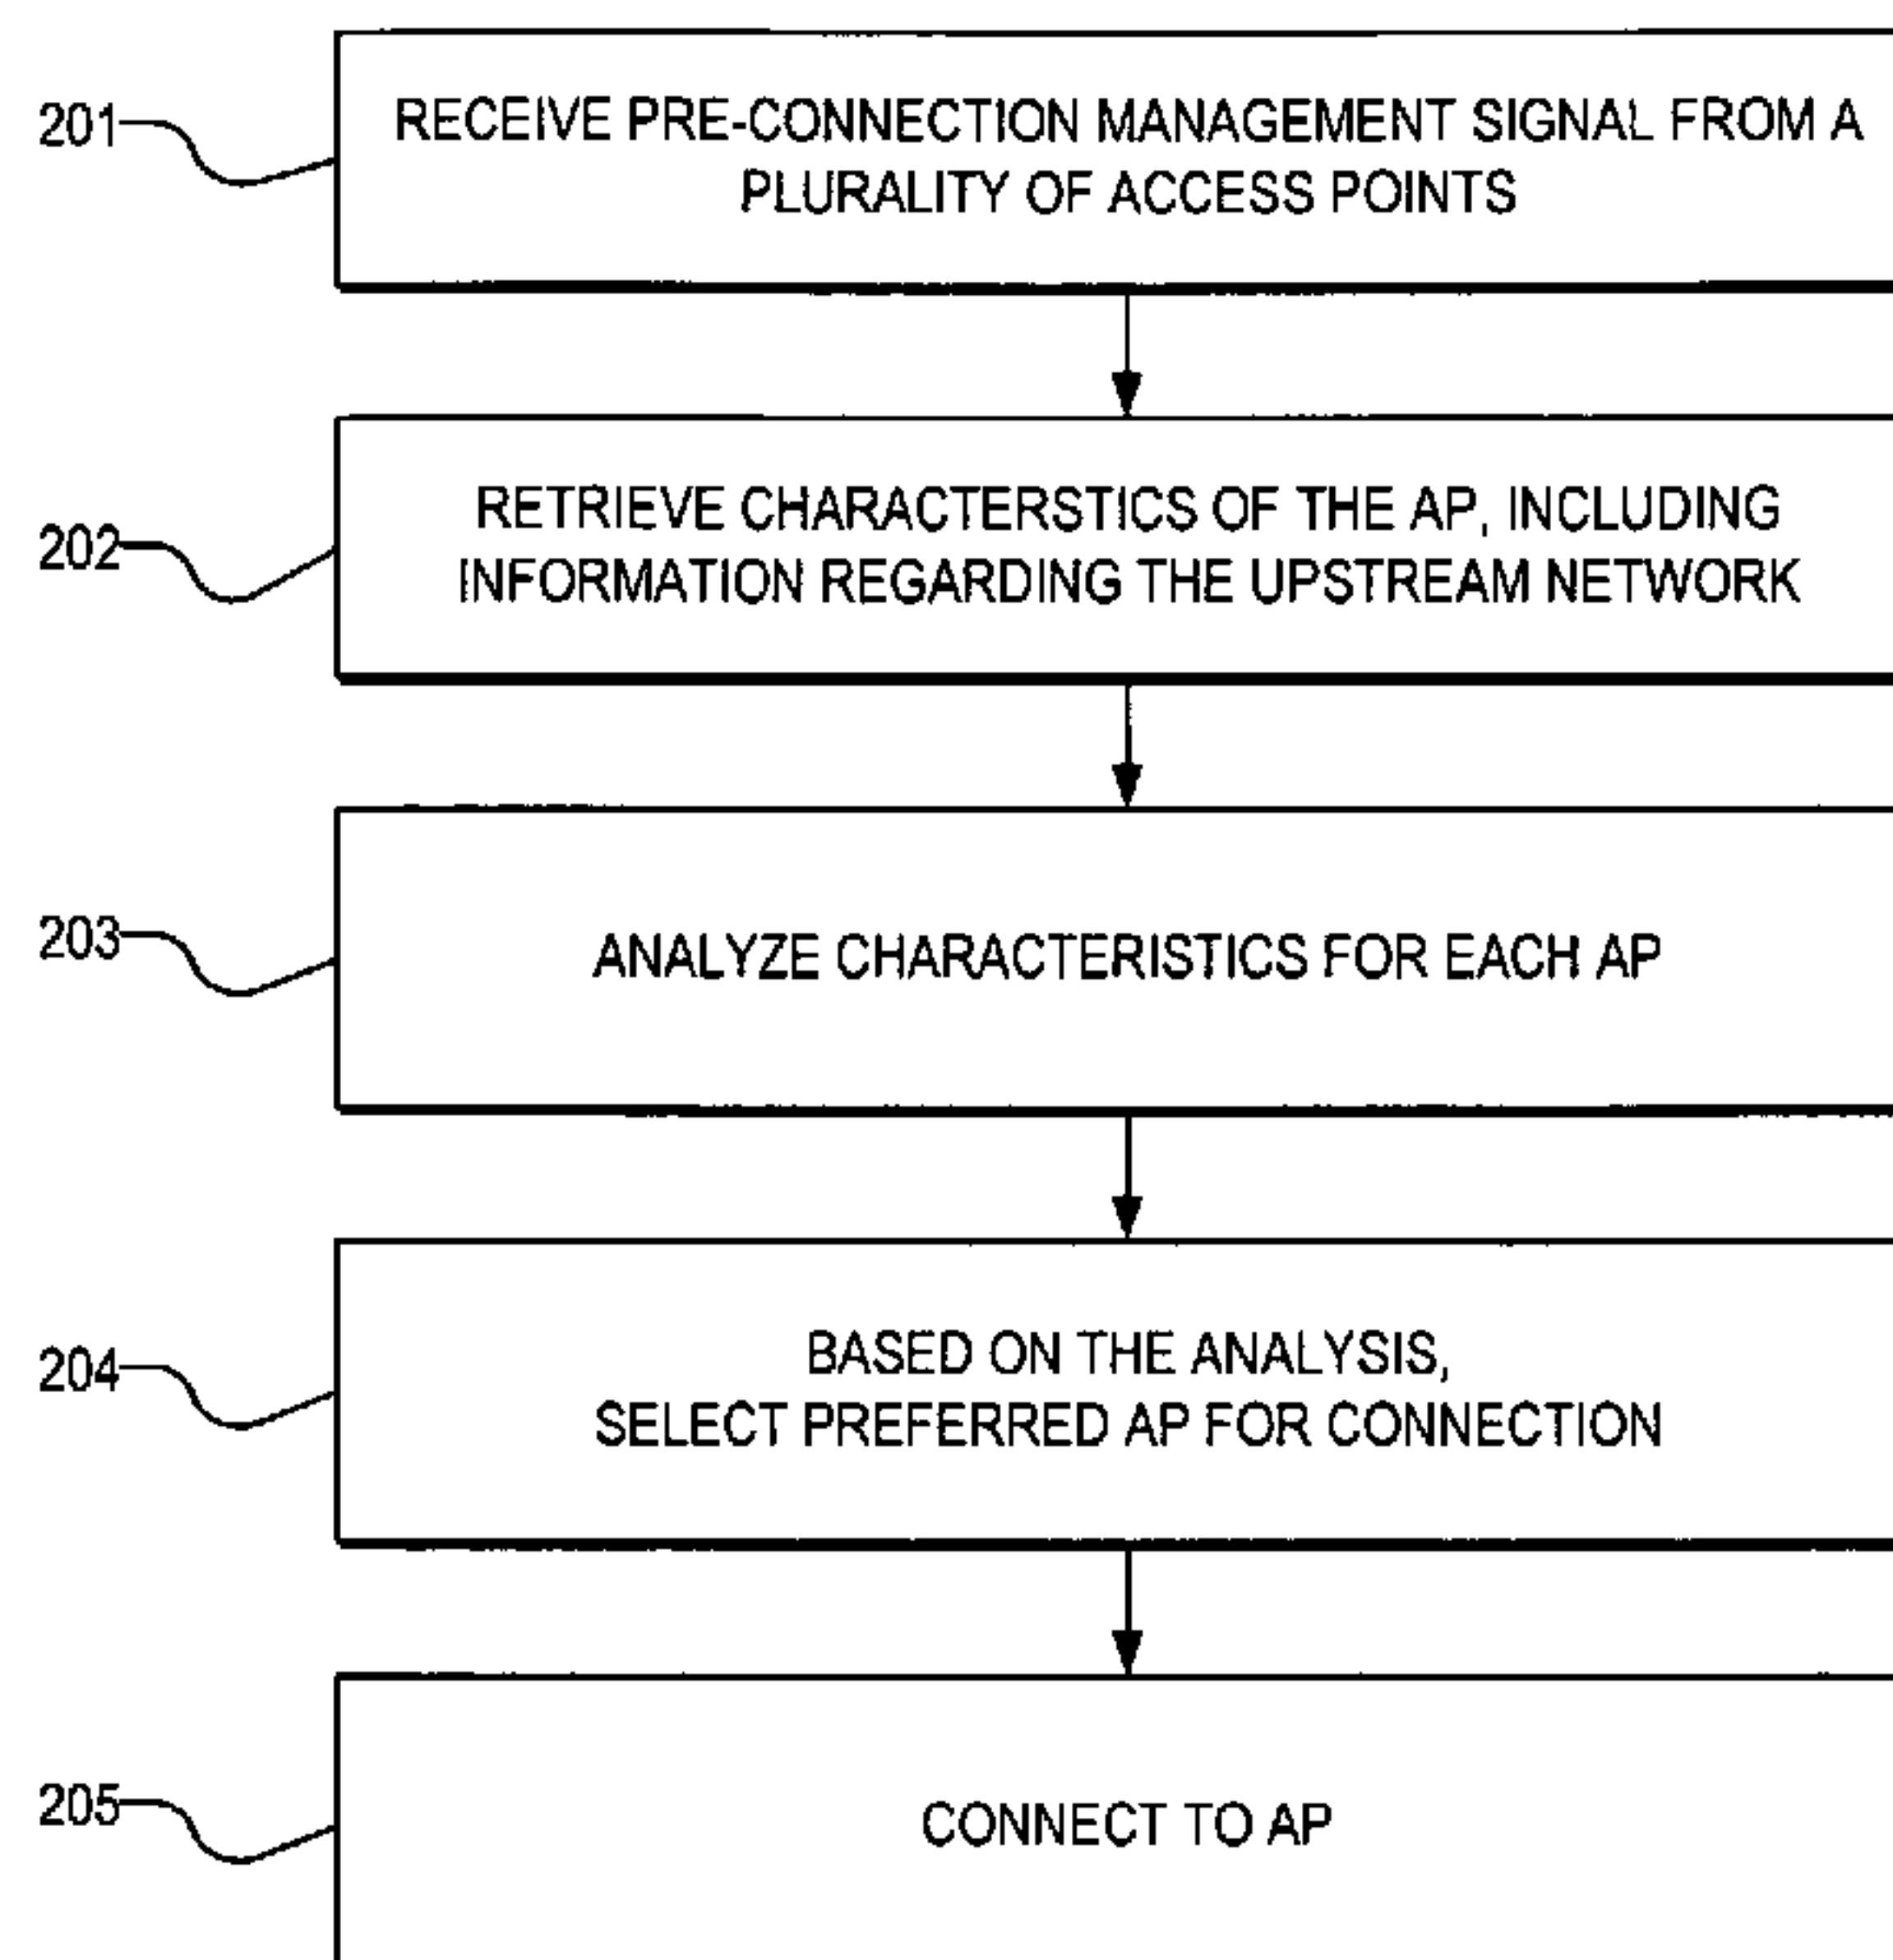 201
RECEIVE PRE-CONNECTION MANAGEMENT SIGNAL FROM A
PLURALITY OF ACCESS POINTS
202
RETRIEVE CHARACTERSTICS OF THE AP, INCLUDING
INFORMATION REGARDING THE UPSTREAM NETWORK
203
ANALYZE CHARACTERISTICS FOR EACH AP
204
BASED ON THE ANALYSIS,
SELECT PREFERRED AP FOR CONNECTION
205
CONNECT TO AP